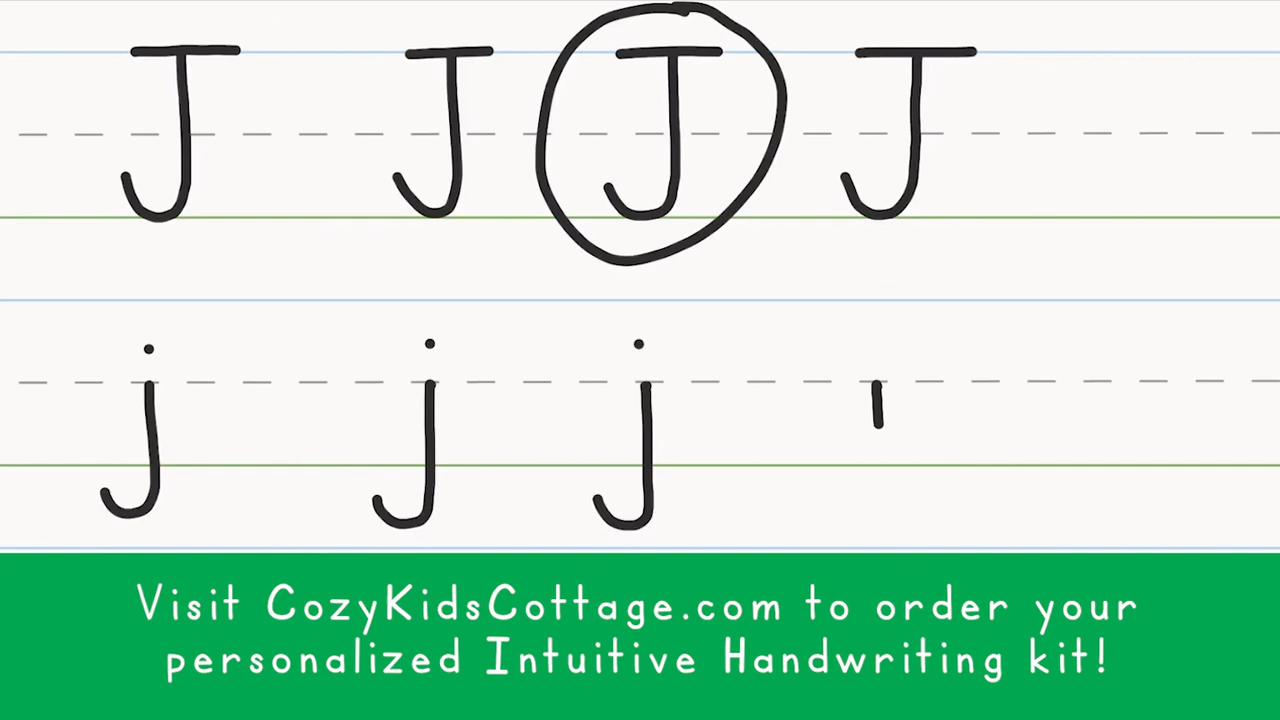 J J J J
j j j
Visit CozyKidsCottage.com to order your
personalized Intuitive Handwriting kit!